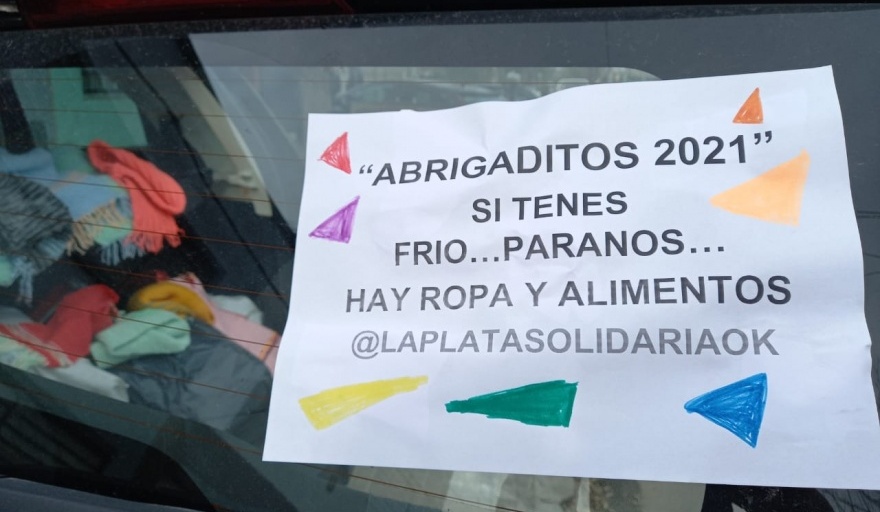 “ABRIGADITOS 2021”
SI TENES
FRIO...PARANOS...
HAY ROPA Y ALIMENTOS
@LAPLATASOLIDARIAOK